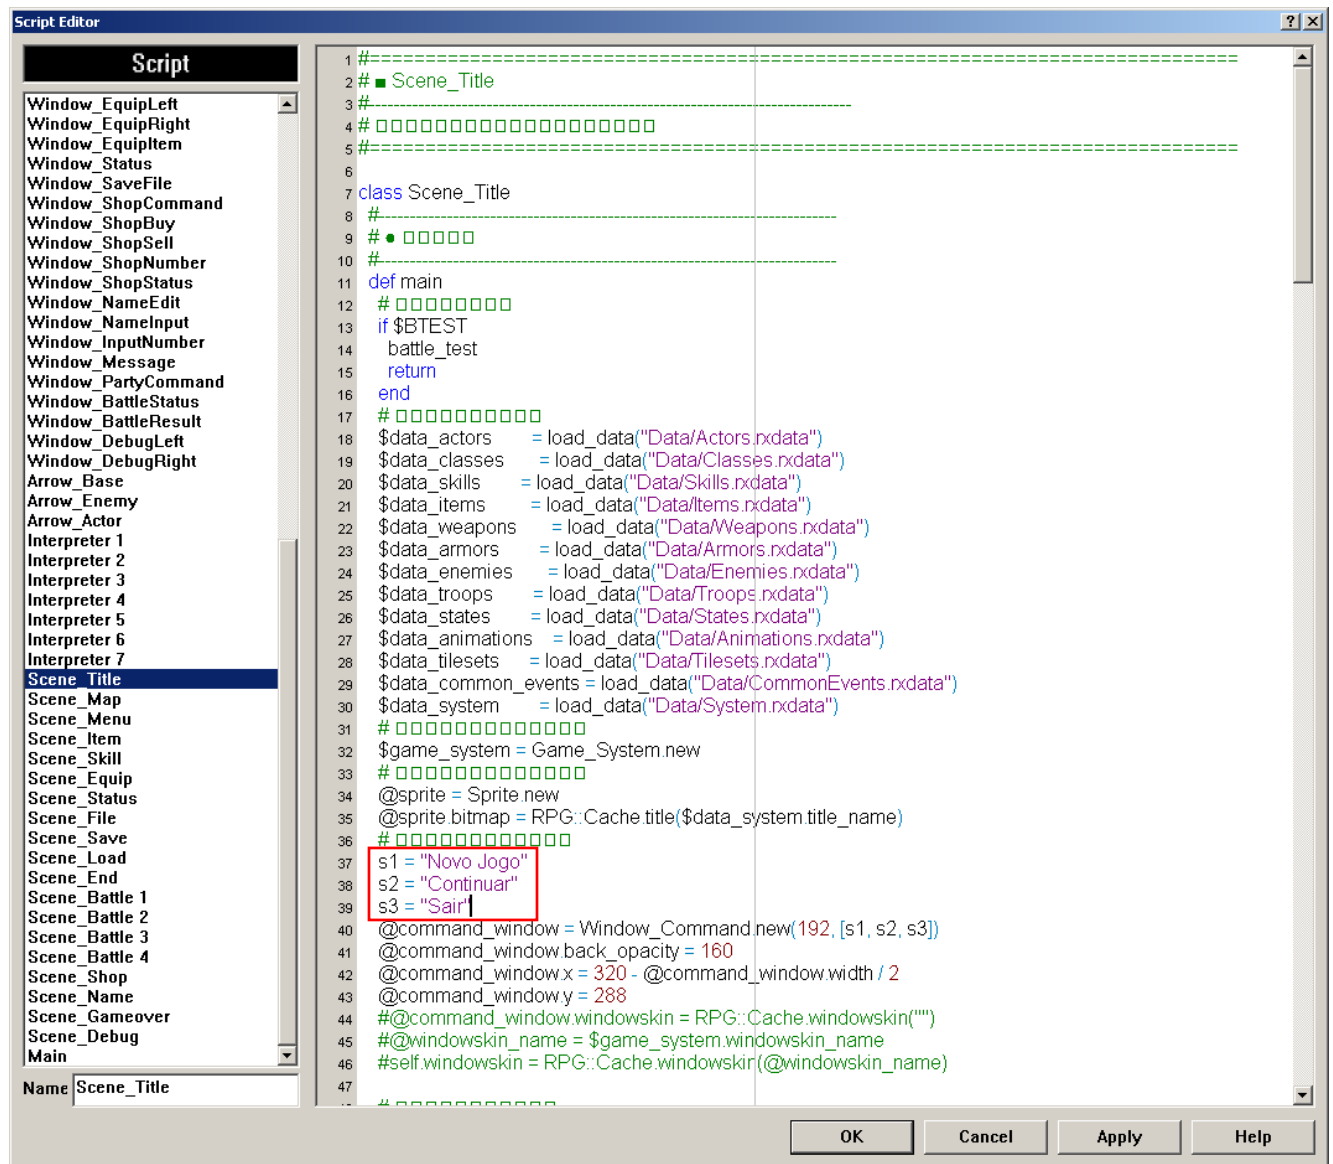 Script Editor
Script
Window_EquipLeft
Window_EquipRight
Window_EquipItem
Window_Status
Window_SaveFile
Window_ShopCommand
Window_ShopBuy
Window_ShopSell
Window_ShopNumber
Window_ShopStatus
Window_NameEdit
Window_NameInput
Window_InputNumber
Window_Message
Window_PartyCommand
Window_BattleStatus
Window_BattleResult
Window_DebugLeft
Window_DebugRight
Arrow_Base
Arrow_Enemy
Arrow_Actor
Interpreter 1
Interpreter 2
Interpreter 3
Interpreter 4
Interpreter 5
Interpreter 6
Interpreter 7
Scene_Title
Scene_Map
Scene_Menu
Scene_Item
Scene_Skill
Scene_Equip
Scene_Status
Scene_File
Scene_Save
Scene_Load
Scene_End
Scene_Battle 1
Scene_Battle 2
Scene_Battle 3
Scene_Battle 4
Scene_Shop
Scene_Name
Scene_Gameover
Scene_Debug
Main
Name Scene_Title
1 #==============================================================================
2 # ■ Scene_Title
3 #------------------------------------------------------------------------------
4 # □□□□□□□□□□□□□□□□□□□
5 #==============================================================================
6
7 class Scene_Title
8 #--------------------------------------------------------------------------
9 # ● □□□□□
10 #--------------------------------------------------------------------------
11 def main
12 # □□□□□□□□
13 if $BTEST
14 battle_test
15 return
16 end
17 # □□□□□□□□□□
18 $data_actors = load_data("Data/Actors.rxdata")
19 $data_classes = load_data("Data/Classes.rxdata")
20 $data_skills = load_data("Data/Skills.rxdata")
21 $data_items = load_data("Data/Items.rxdata")
22 $data_weapons = load_data("Data/Weapons.rxdata")
23 $data_armors = load_data("Data/Armors.rxdata")
24 $data_enemies = load_data("Data/Enemies.rxdata")
25 $data_troops = load_data("Data/Troops.rxdata")
26 $data_states = load_data("Data/States.rxdata")
27 $data_animations = load_data("Data/Animations.rxdata")
28 $data_tilesets = load_data("Data/Tilesets.rxdata")
29 $data_common_events = load_data("Data/CommonEvents.rxdata")
30 $data_system = load_data("Data/System.rxdata")
31 # □□□□□□□□□□□□□
32 $game_system = Game_System.new
33 # □□□□□□□□□□□□□
34 @sprite = Sprite.new
35 @sprite.bitmap = RPG::Cache.title($data_system.title_name)
36 # □□□□□□□□□□□□
37 s1 = "Novo Jogo"
38 s2 = "Continuar"
39 s3 = "Sair"
40 @command_window = Window_Command.new(192, [s1, s2, s3])
41 @command_window.back_opacity = 160
42 @command_window.x = 320 - @command_window.width / 2
43 @command_window.y = 288
44 #@command_window.windowskin = RPG::Cache.windowskin("")
45 #@windowskin_name = $game_system.windowskin_name
46 #self.windowskin = RPG::Cache.windowskin(@windowskin_name)
47
# □□□□□□□□□□□
OK Cancel Apply Help